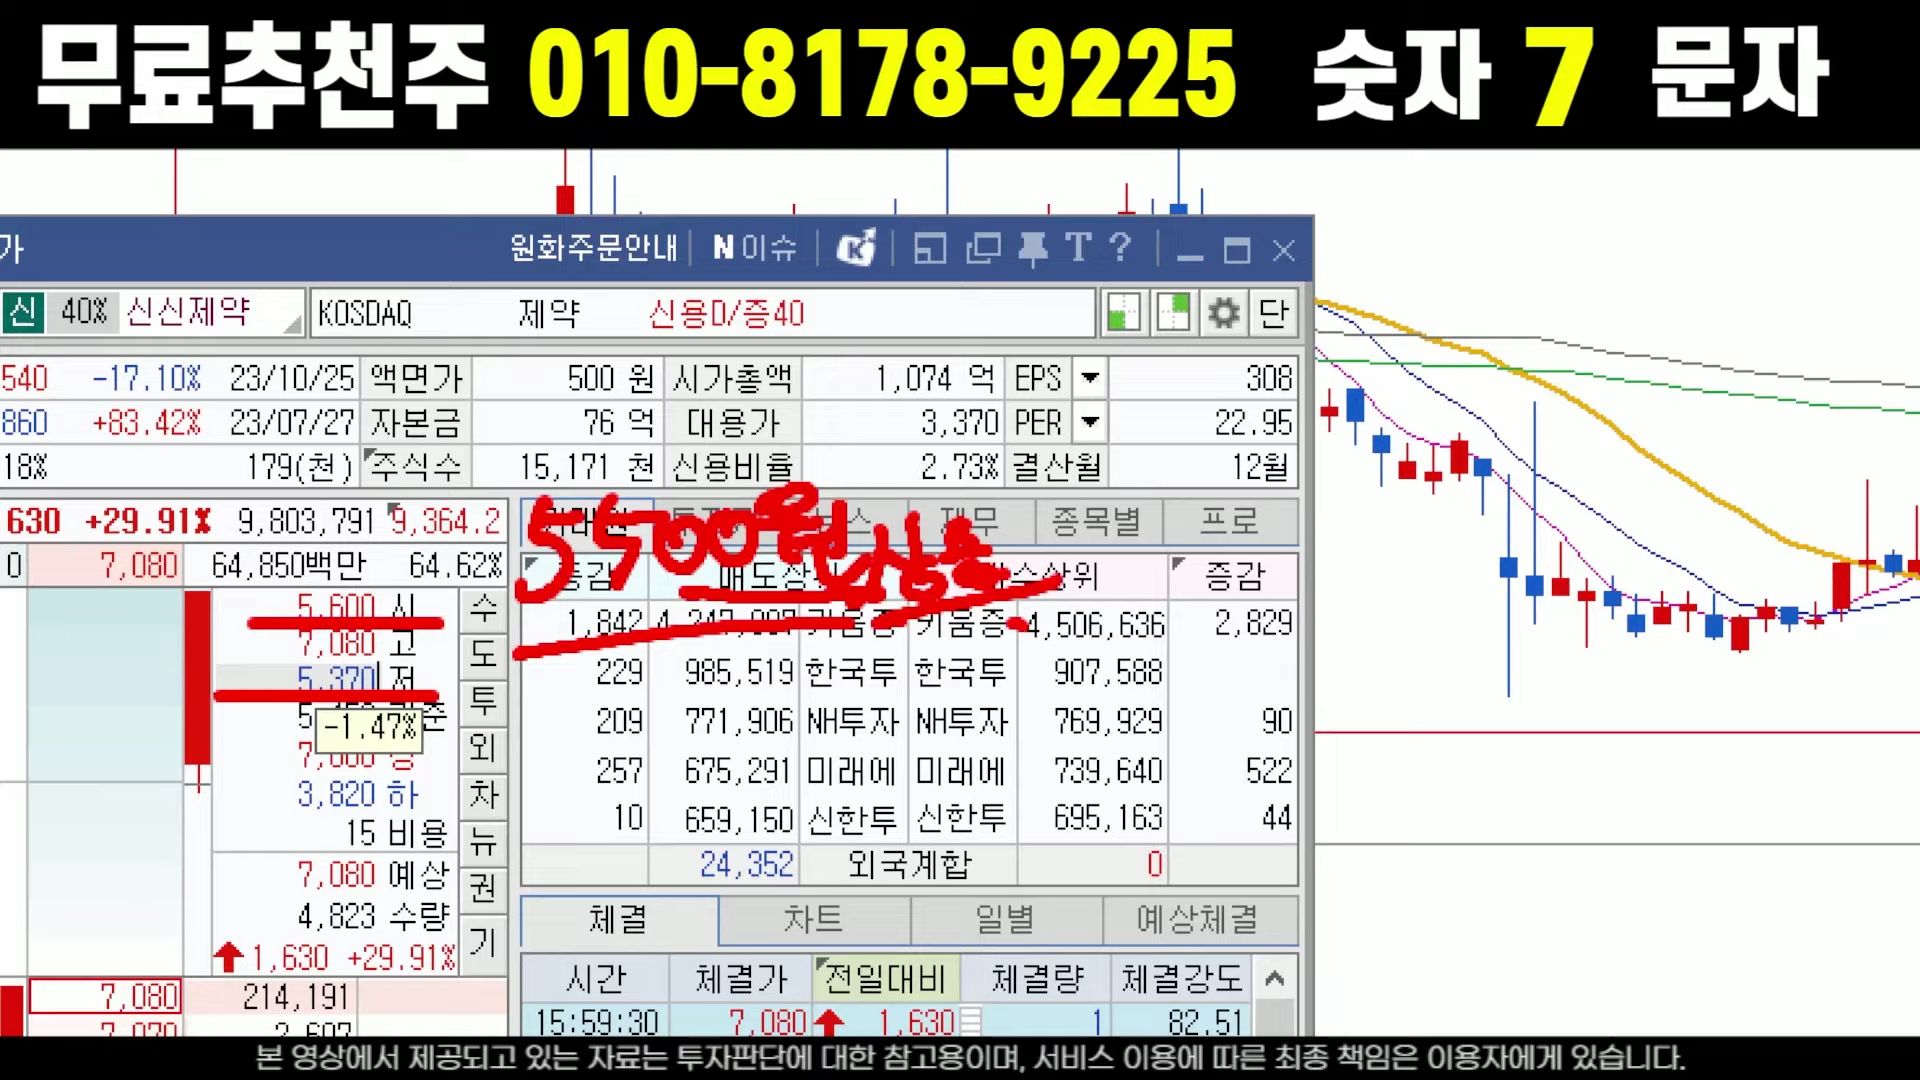 무료추천주 010-8178-9225 숫자 7 문자
가 원화주문안내 N이슈 K T ?
신 40% 신신제약 KOSDAQ 제약 신용D/증40 단
540 -17.10% 23/10/25 액면가 500 원 시가총액 1,074 억 EPS 308
860 +83.42% 23/07/27 자본금 76 억 대용가 3,370 PER 22.95
18% 179(천) 주식수 15,171 천 신용비율 2.73% 결산월 12월
630 +29.91% 9,803,791 9,364.2 재무 종목별 프로
5500원
0 7,080 64,850백만 64.62% 증감 매도상위 수상위 증감
5,600 시 수 1,842 키움증 키움증 4,506,636 2,829
7,080 고
도
5,370 저 229 985,519 한국투 한국투 907,588
-1.47% 투 209 771,906 NH투자 NH투자 769,929 90
외
257 675,291 미래에 미래에 739,640 522
3,820 하 차
10 659,150 신한투 신한투 695,163 44
15 비용 뉴
24,352 외국계합 0
7,080 예상 권
4,823 수량 체결 차트 일별 예상체결
1,630 +29.91% 기
시간 체결가 전일대비 체결량 체결강도
7,080 214,191
15:59:30 7,080 1,630 1 82.51
본 영상에서 제공되고 있는 자료는 투자판단에 대한 참고용이며, 서비스 이용에 따른 최종 책임은 이용자에게 있습니다.